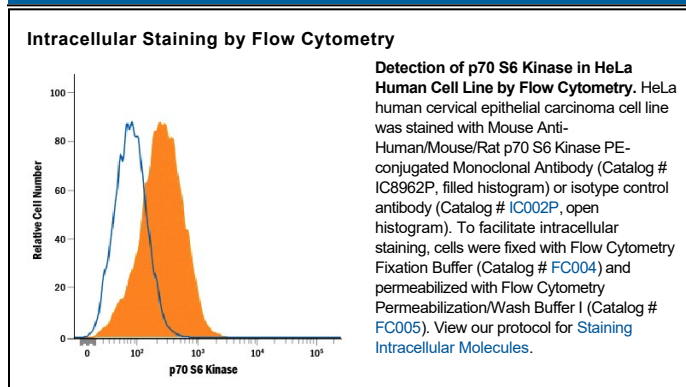 Intracellular Staining by Flow Cytometry
Detection of p70 S6 Kinase in HeLa
Human Cell Line by Flow Cytometry. HeLa
human cervical epithelial carcinoma cell line
was stained with Mouse Anti-
Human/Mouse/Rat p70 S6 Kinase PE-
conjugated Monoclonal Antibody (Catalog #
IC8962P, filled histogram) or isotype control
antibody (Catalog # IC002P, open
histogram). To facilitate intracellular
staining, cells were fixed with Flow Cytometry
Fixation Buffer (Catalog # FC004) and
permeabilized with Flow Cytometry
Permeabilization/Wash Buffer I (Catalog #
FC005). View our protocol for Staining
Intracellular Molecules.
Relative Cell Number
100
80
60
40
20
0
0 10² 10³ 10⁴ 10⁵
p70 S6 Kinase